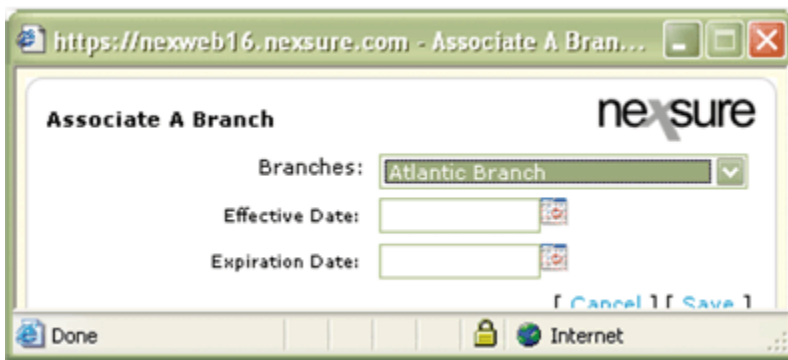 https://nexweb16.nexsure.com - Associate A Bran...
Associate A Branch
nexsure
Branches: Atlantic Branch
Effective Date:
Expiration Date:
[ Cancel ] [ Save ]
Done
Internet